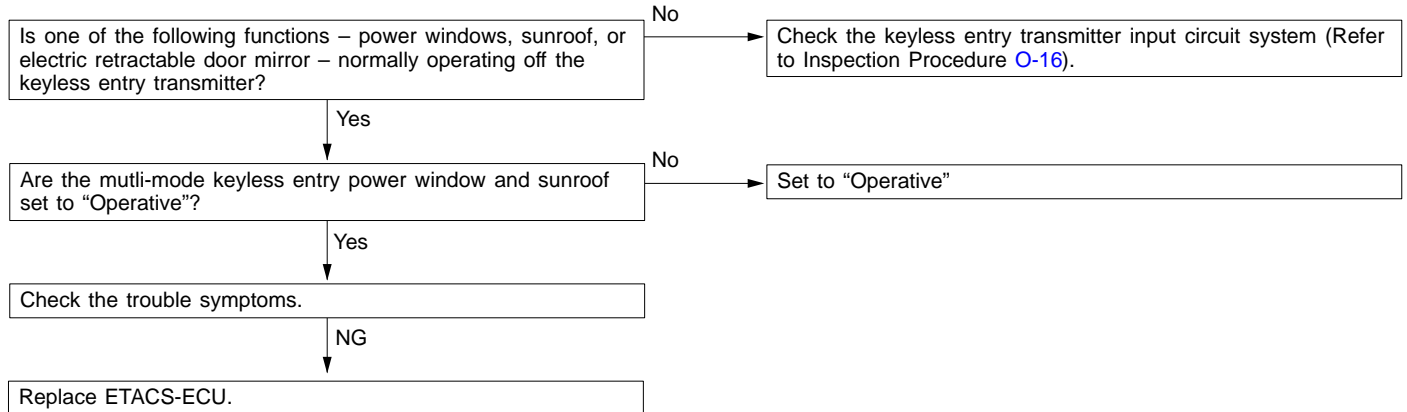 Is one of the following functions – power windows, sunroof, or
electric retractable door mirror – normally operating off the
keyless entry transmitter?
No
Check the keyless entry transmitter input circuit system (Refer
to Inspection Procedure O-16).
Yes
Are the mutli-mode keyless entry power window and sunroof
set to “Operative”?
No
Set to “Operative”
Yes
Check the trouble symptoms.
NG
Replace ETACS-ECU.